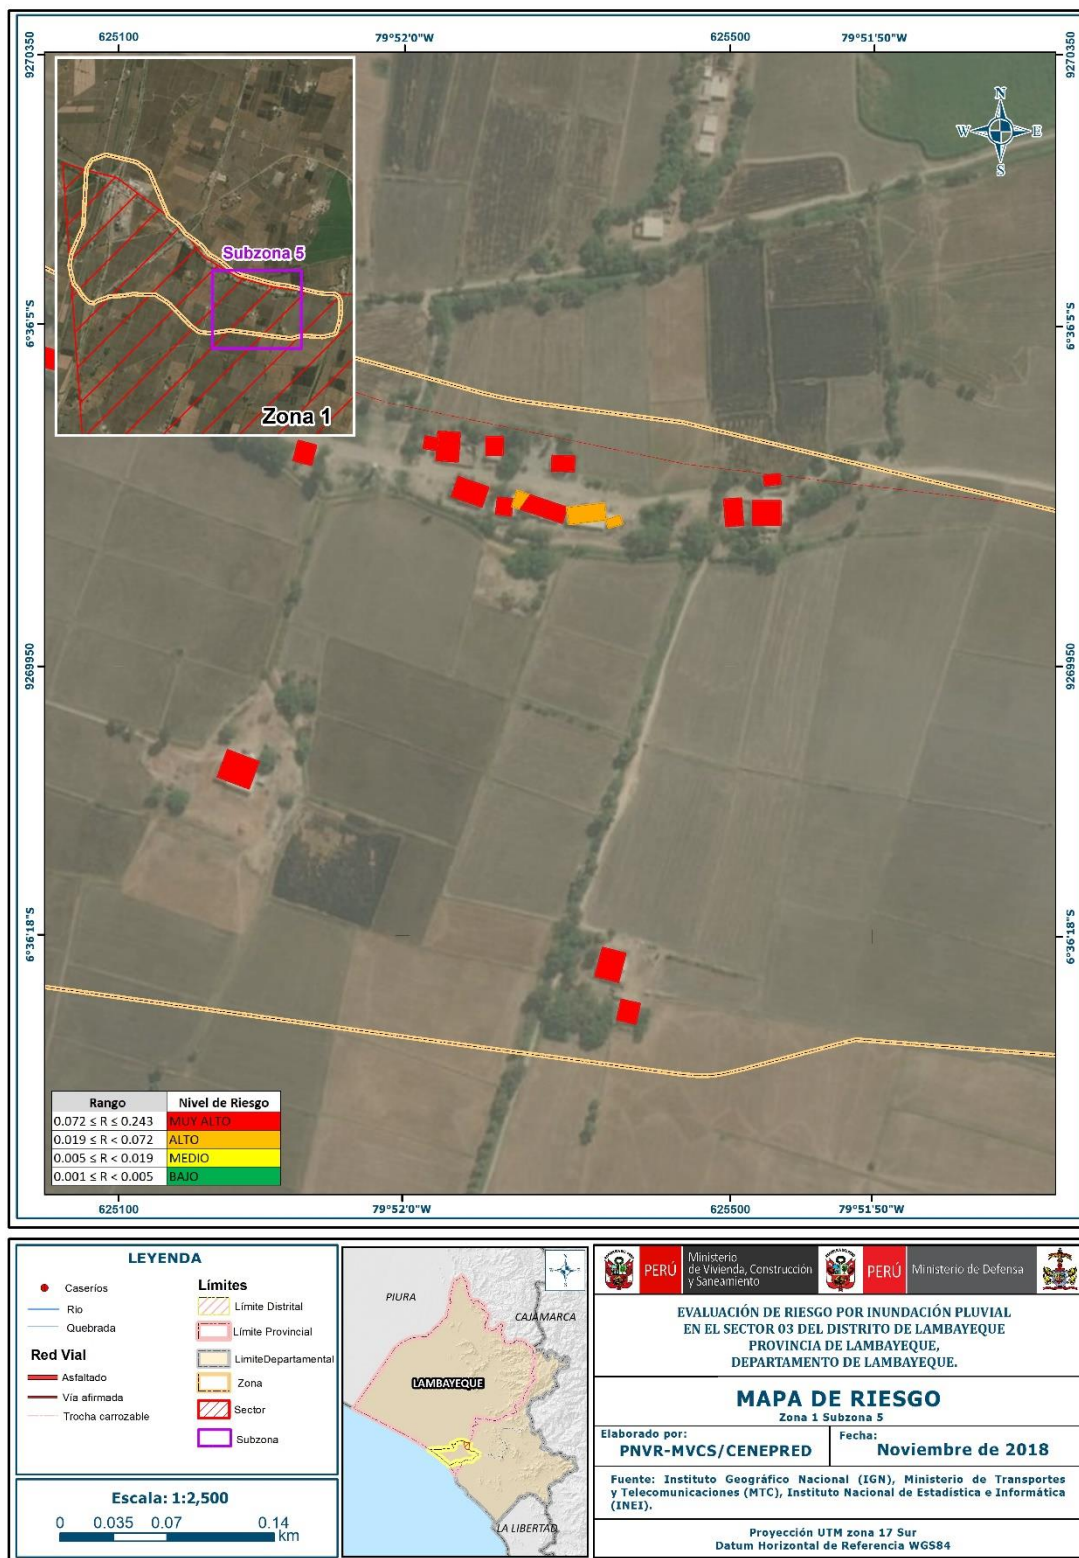 625100
79°52'0"W
625500
79°51'50"W
9270350
9270350
N
W
E
S
Subzona 5
Zona 1
6°36'5"S
6°36'5"S
9269950
9269950
6°36'18"S
6°36'18"S
Rango Nivel de Riesgo
0.072 ≤ R ≤ 0.243 MUY ALTO
0.019 ≤ R < 0.072 ALTO
0.005 ≤ R < 0.019 MEDIO
0.001 ≤ R < 0.005 BAJO
625100
79°52'0"W
625500
79°51'50"W
LEYENDA
Caseríos
Rio
Quebrada
Red Vial
Asfaltado
Vía afirmada
Trocha carrozable
Límites
Límite Distrital
Límite Provincial
LimiteDepartamental
Zona
Sector
Subzona
Escala: 1:2,500
0 0.035 0.07 0.14
km
PIURA
CAJAMARCA
LAMBAYEQUE
LA LIBERTAD
PERÚ
Ministerio
de Vivienda, Construcción
y Saneamiento
PERÚ
Ministerio de Defensa
EVALUACIÓN DE RIESGO POR INUNDACIÓN PLUVIAL
EN EL SECTOR 03 DEL DISTRITO DE LAMBAYEQUE
PROVINCIA DE LAMBAYEQUE,
DEPARTAMENTO DE LAMBAYEQUE.
MAPA DE RIESGO
Zona 1 Subzona 5
Elaborado por:
PNVR-MVCS/CENEPRED
Fecha:
Noviembre de 2018
Fuente: Instituto Geográfico Nacional (IGN), Ministerio de Transportes
y Telecomunicaciones (MTC), Instituto Nacional de Estadística e Informática
(INEI).
Proyección UTM zona 17 Sur
Datum Horizontal de Referencia WGS84